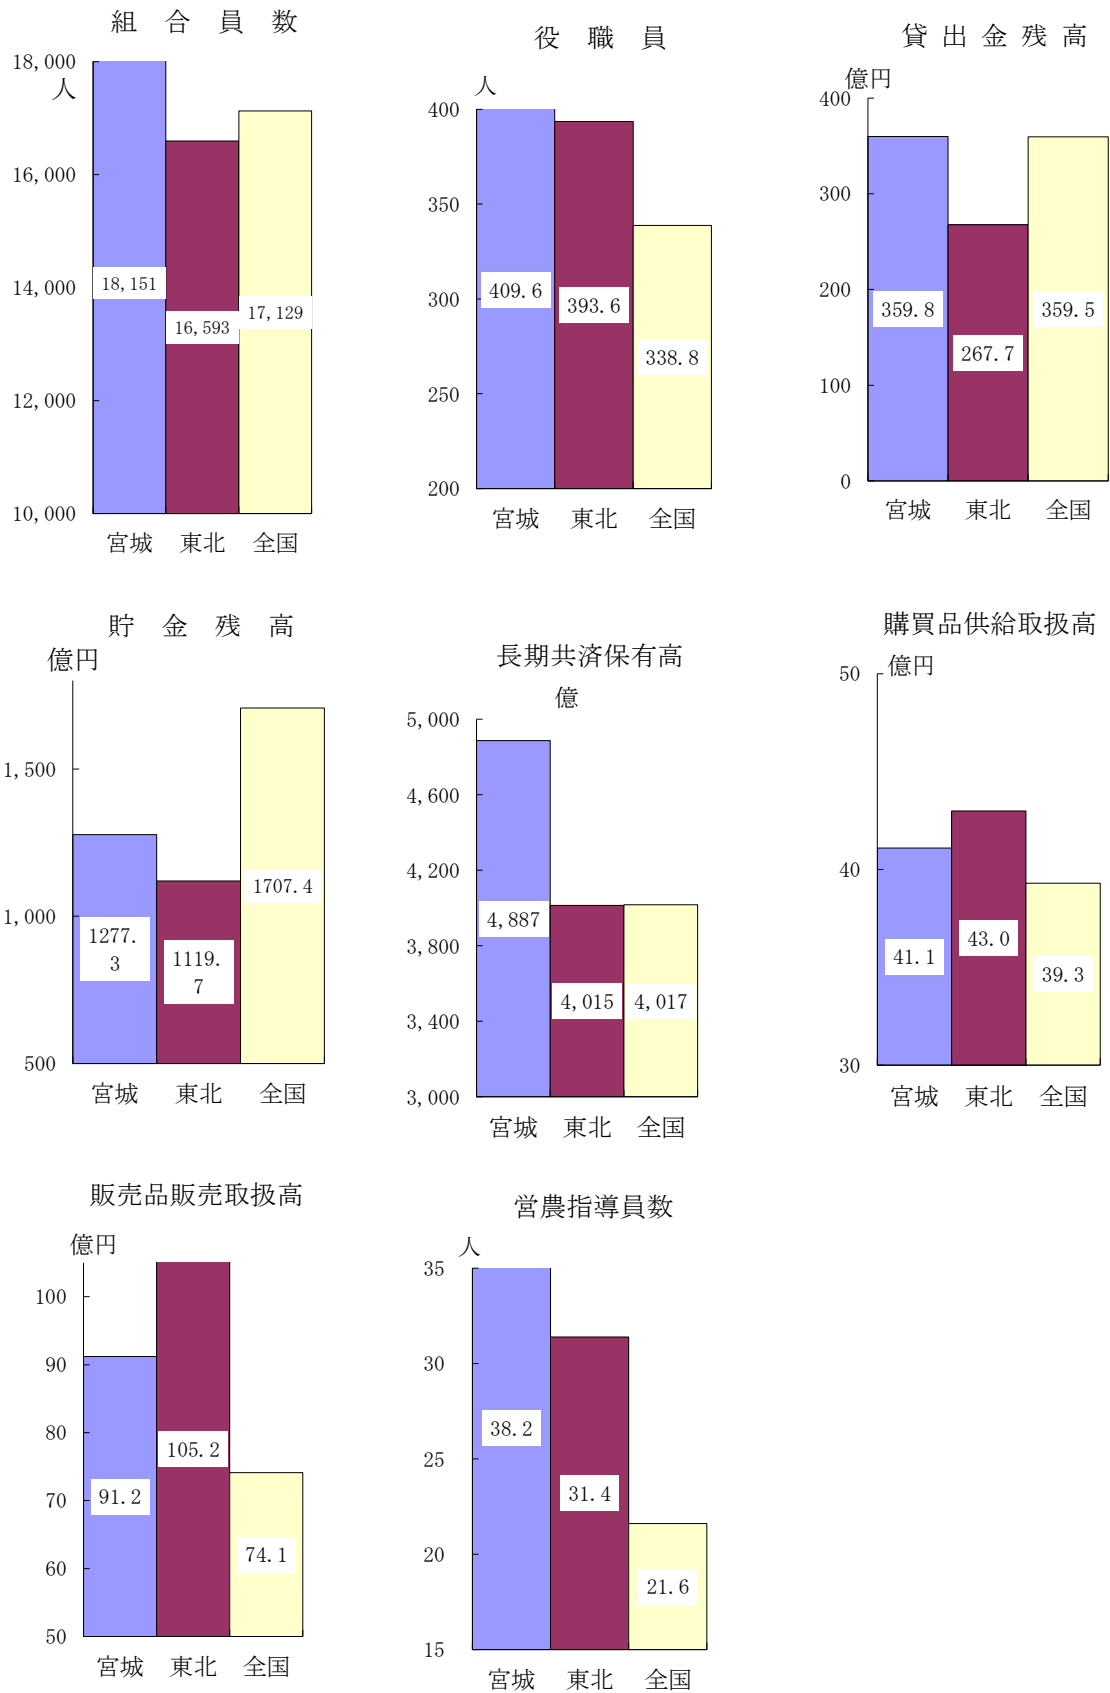 組合員数
18,000
人
16,000
14,000
12,000
10,000
18,151
16,593
17,129
宮城 東北 全国
役職員
人
400
350
300
250
200
409.6
393.6
338.8
宮城 東北 全国
貸出金残高
億円
400
300
200
100
0
359.8
267.7
359.5
宮城 東北 全国
貯金残高
億円
1,500
1,000
500
1277.
3
1119.
7
1707.4
宮城 東北 全国
長期共済保有高
億
5,000
4,600
4,200
3,800
3,400
3,000
4,887
4,015
4,017
宮城 東北 全国
購買品供給取扱高
50
億円
40
30
41.1
43.0
39.3
宮城 東北 全国
販売品販売取扱高
億円
100
90
80
70
60
50
91.2
105.2
74.1
宮城 東北 全国
営農指導員数
人
35
30
25
20
15
38.2
31.4
21.6
宮城 東北 全国